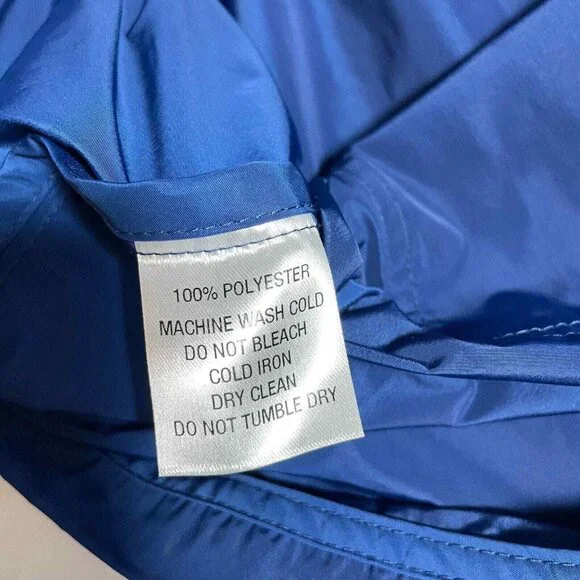 100% POLYESTER
MACHINE WASH COLD
DO NOT BLEACH
COLD IRON
DRY CLEAN
DO NOT TUMBLE DRY